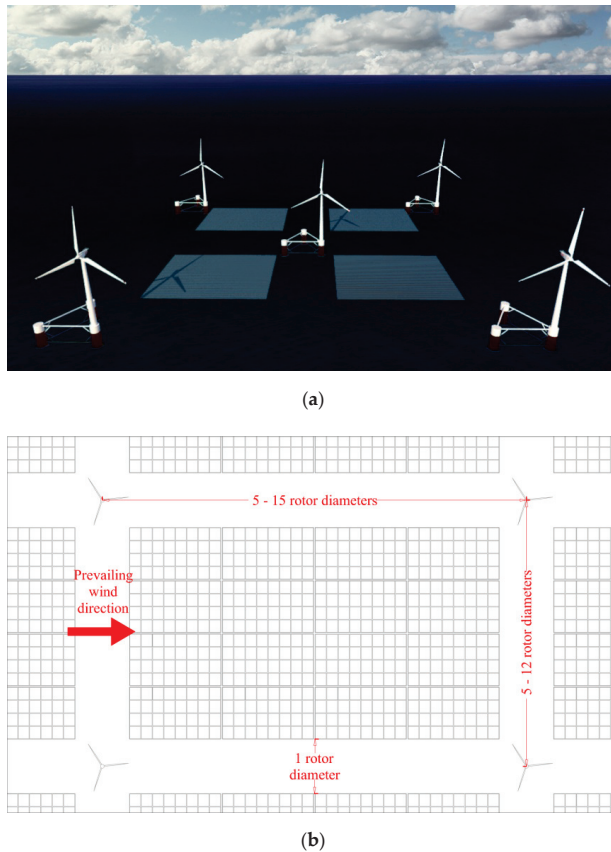 (a)
5 - 15 rotor diameters
Prevailing
wind
direction
5 - 12 rotor diameters
1 rotor
diameter
(b)